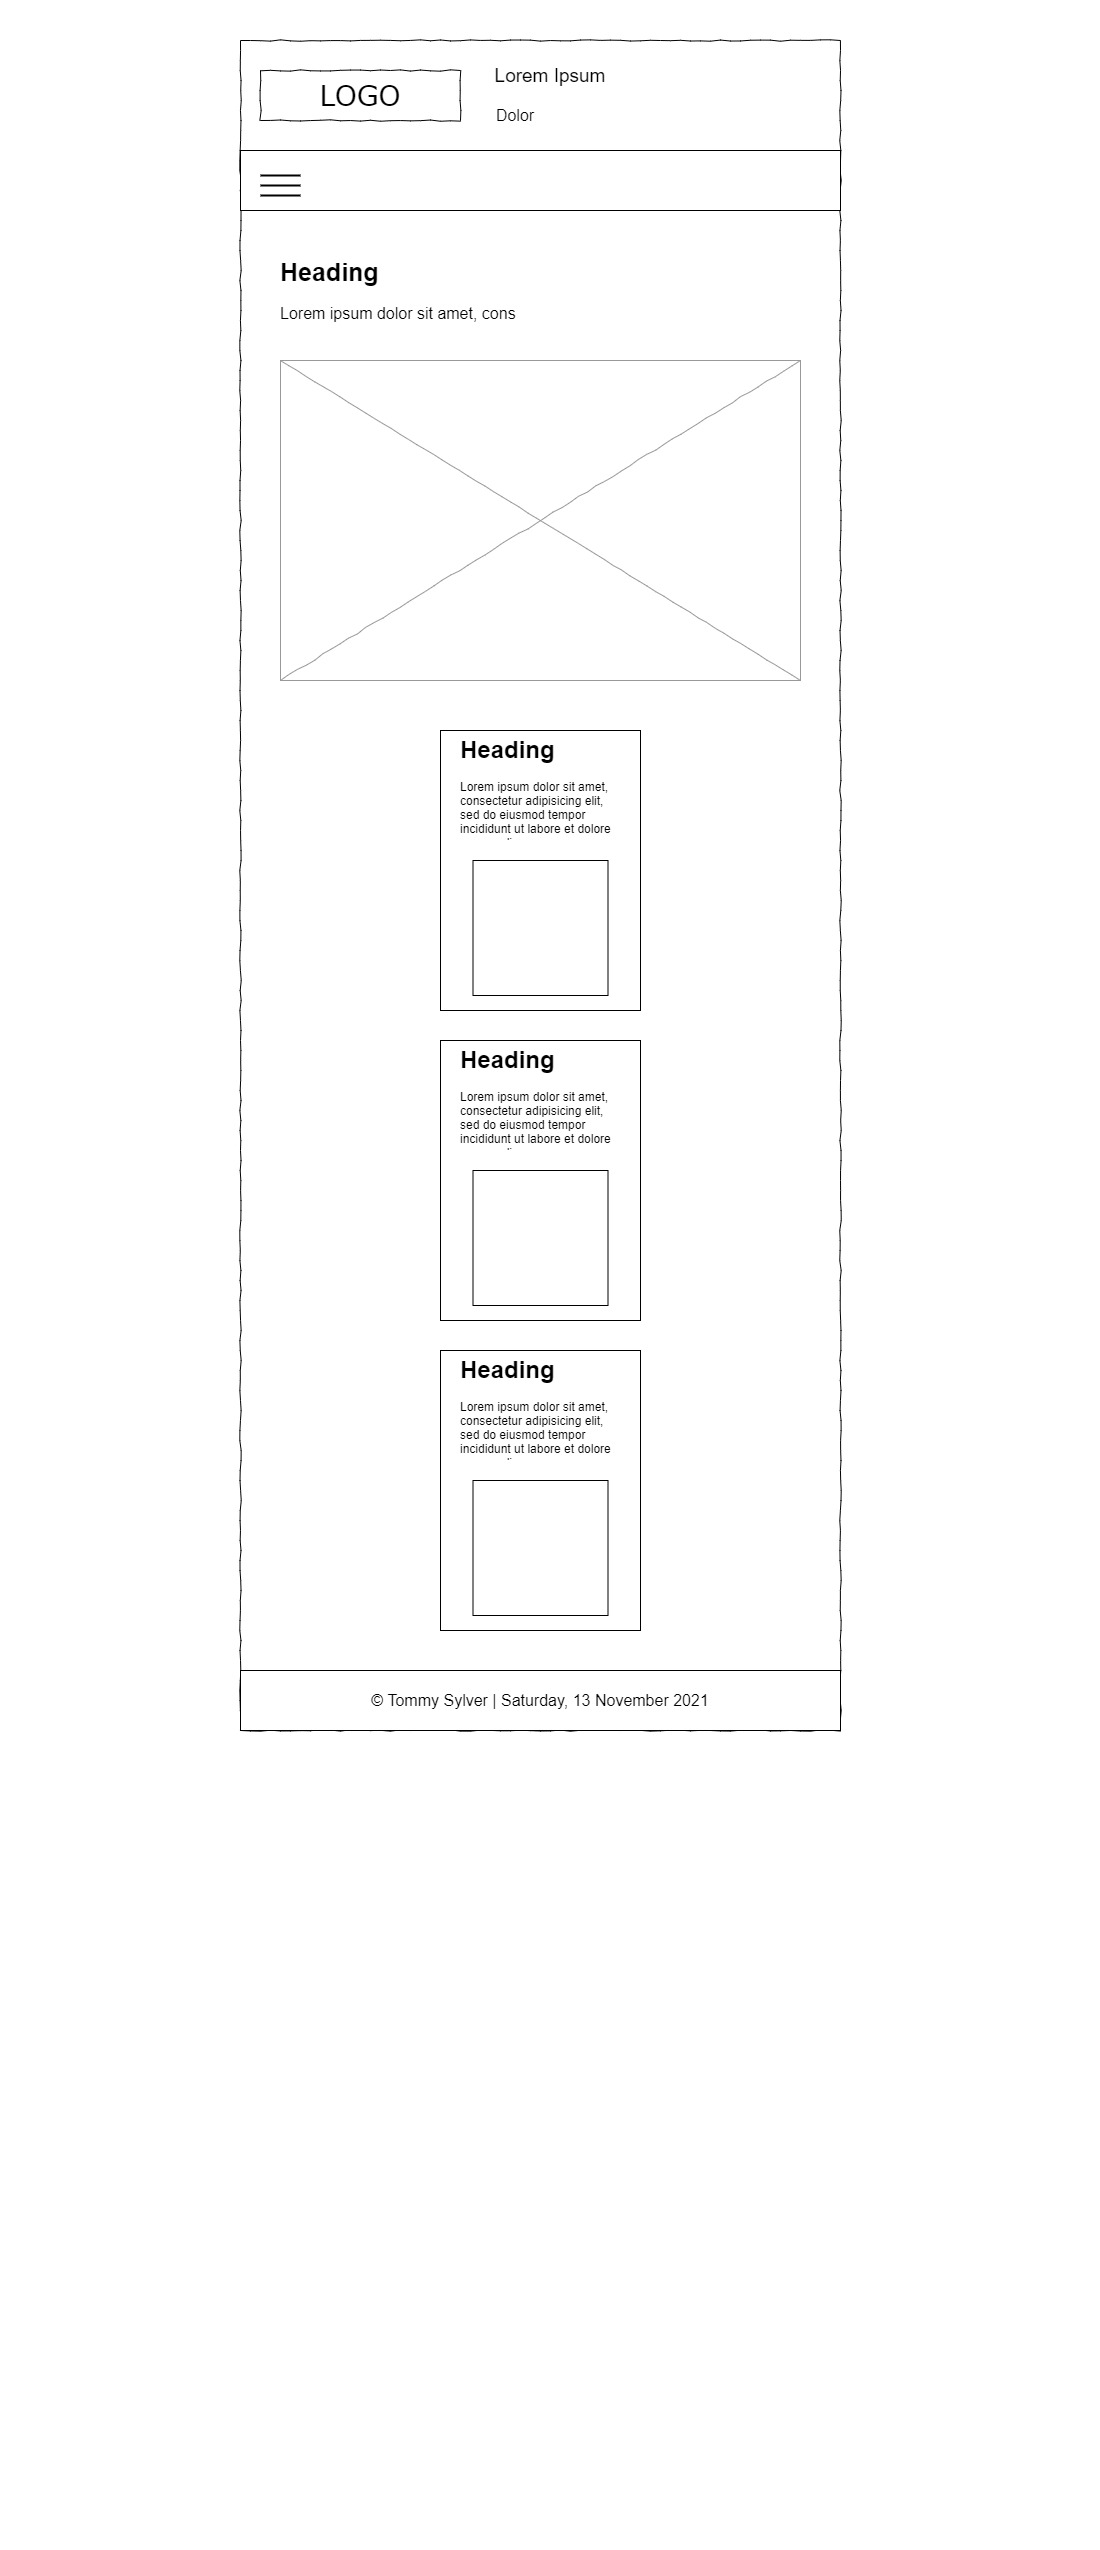 LOGO
Lorem Ipsum
Dolor
Heading
Lorem ipsum dolor sit amet, cons
Heading
Lorem ipsum dolor sit amet,
consectetur adipisicing elit,
sed do eiusmod tempor
incididunt ut labore et dolore
Heading
Lorem ipsum dolor sit amet,
consectetur adipisicing elit,
sed do eiusmod tempor
incididunt ut labore et dolore
Heading
Lorem ipsum dolor sit amet,
consectetur adipisicing elit,
sed do eiusmod tempor
incididunt ut labore et dolore
© Tommy Sylver | Saturday, 13 November 2021